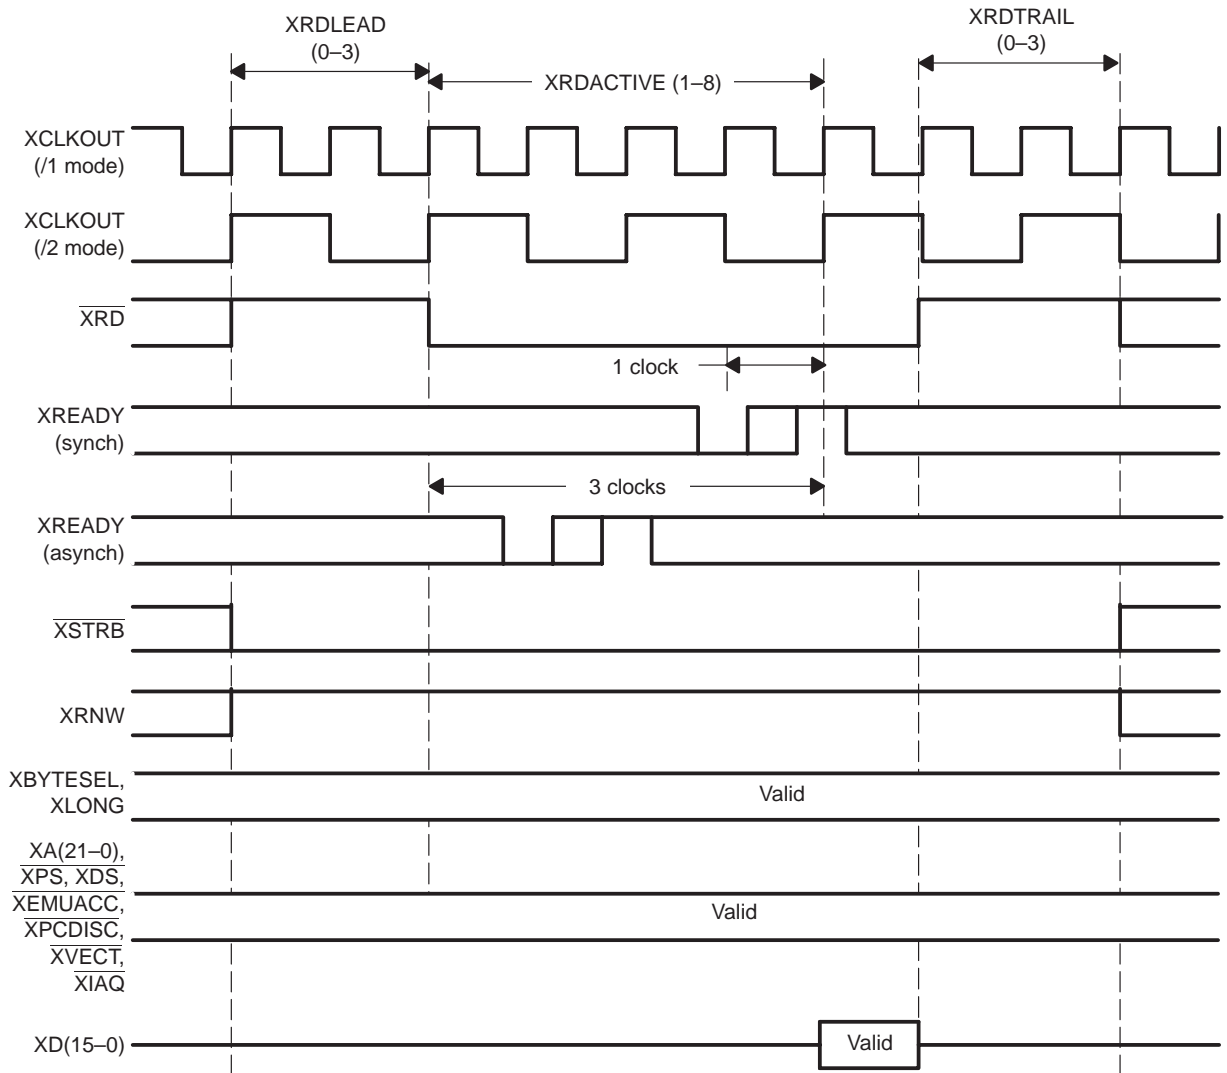 XRDLEAD
(0–3)
XRDTRAIL
(0–3)
XRDACTIVE (1–8)
XCLKOUT
(/1 mode)
XCLKOUT
(/2 mode)
XRD
1 clock
XREADY
(synch)
3 clocks
XREADY
(asynch)
XSTRB
XRNW
XBYTESEL,
XLONG
Valid
XA(21–0),
XPS, XDS,
XEMUACC,
XPCDISC,
XVECT,
XIAQ
Valid
XD(15–0)
Valid